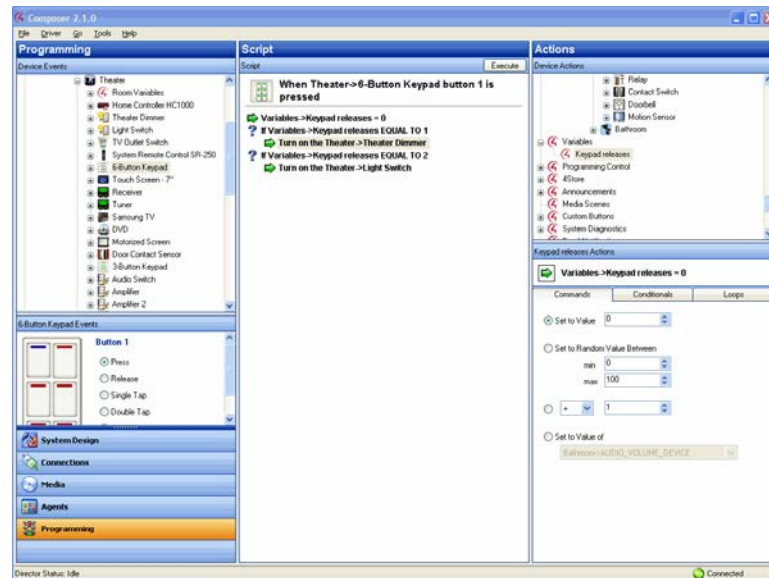 Composer 2.1.0
File Driver Go Tools Help
Programming
Device Events
Theater
Room Variables
Home Controller HC1000
Theater Dimmer
Light Switch
TV Outlet Switch
System Remote Control SR-250
6-Button Keypad
Touch Screen - 7"
Receiver
Tuner
Samsung TV
DVD
Motorized Screen
Door Contact Sensor
3-Button Keypad
Audio Switch
Amplifier
Amplifier 2
6-Button Keypad Events
Button 1
Press
Release
Single Tap
Double Tap
System Design
Connections
Media
Agents
Programming
Director Status: Idle
Script
Script
Execute
When Theater->6-Button Keypad button 1 is
pressed
Variables->Keypad releases = 0
? If Variables->Keypad releases EQUAL TO 1
Turn on the Theater->Theater Dimmer
? If Variables->Keypad releases EQUAL TO 2
Turn on the Theater->Light Switch
Actions
Device Actions
Relay
Contact Switch
Doorbell
Motion Sensor
Bathroom
Variables
Keypad releases
Programming Control
4Store
Announcements
Media Scenes
Custom Buttons
System Diagnostics
Keypad releases Actions
Variables->Keypad releases = 0
Commands Conditionals Loops
Set to Value 0
Set to Random Value Between
min 0
max 100
+ 1
Set to Value of
Bathroom->AUDIO_VOLUME_DEVICE
Connected